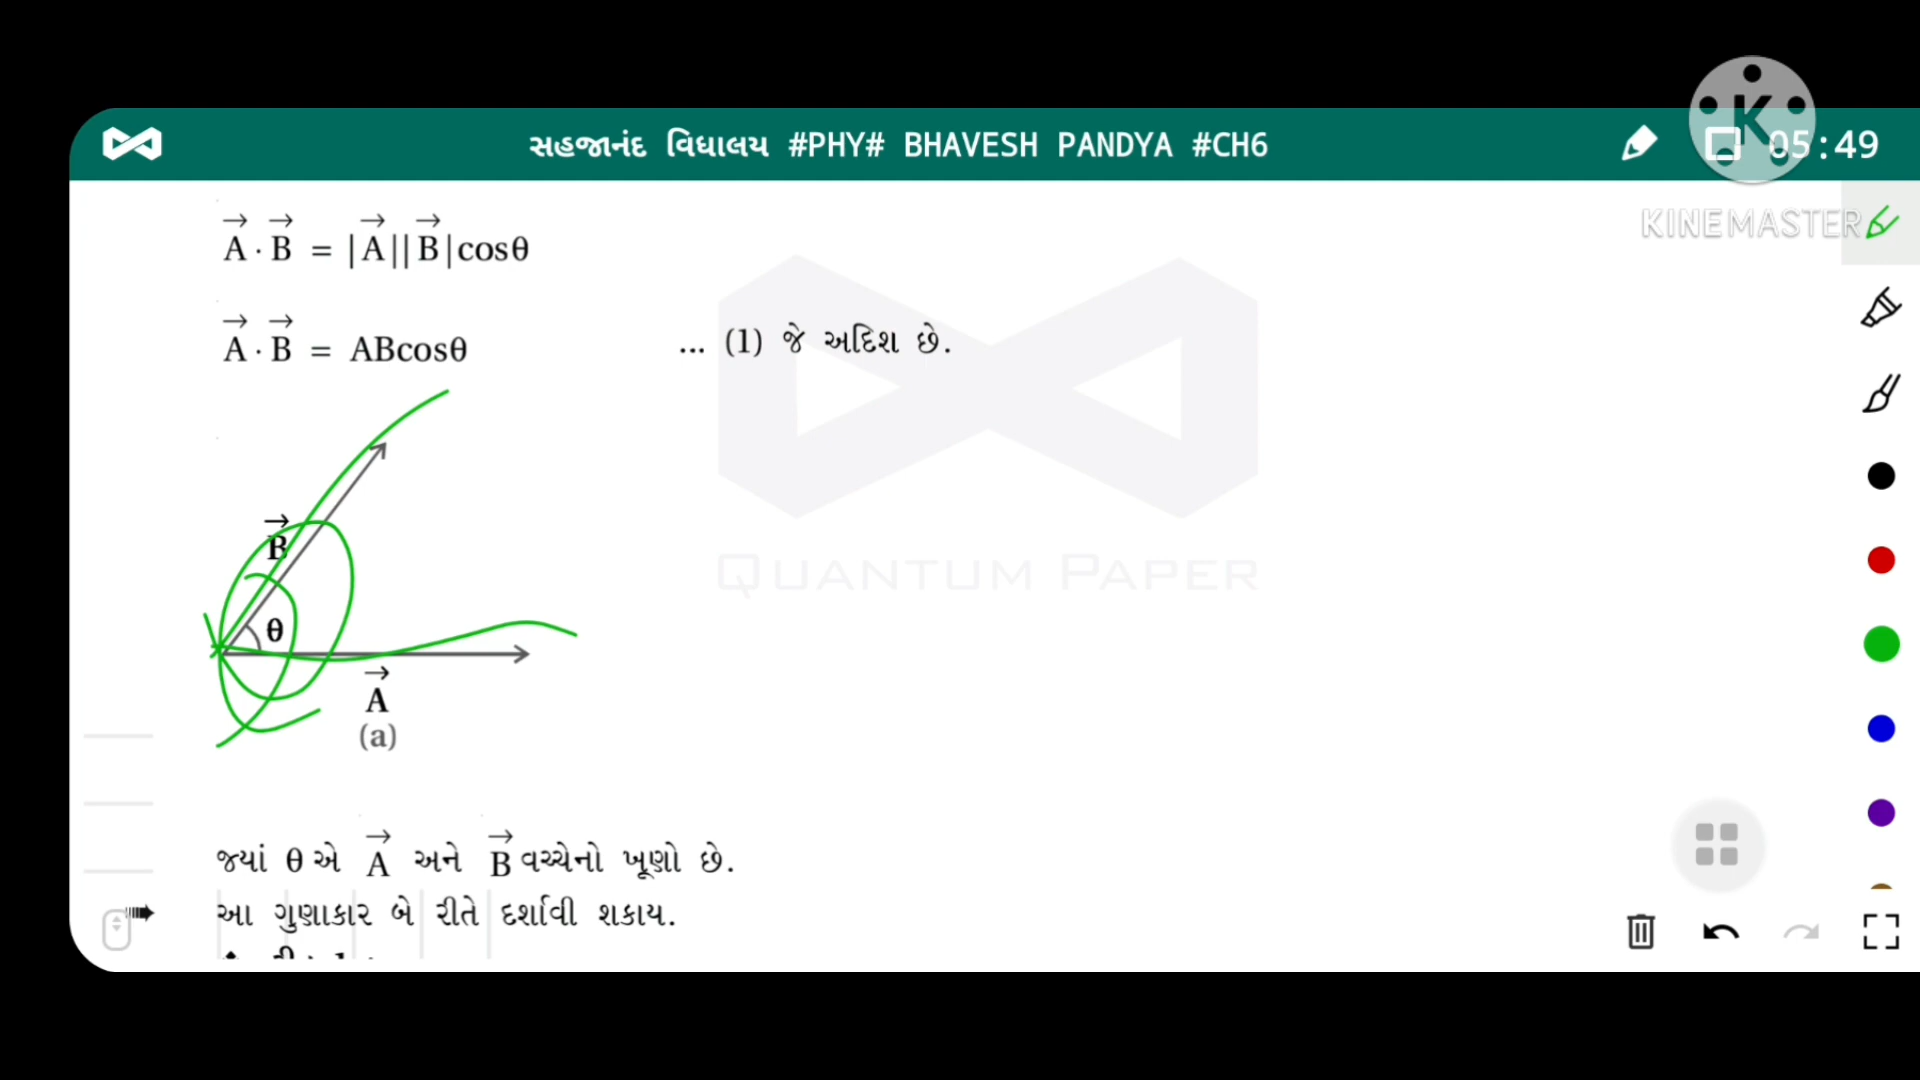 સહજાનંદ વિધાલય #PHY# BHAVESH PANDYA #CH6
05:49
KINEMASTER
A · B = |A||B|cosθ
A · B = ABcosθ ... (1) જે અદિશ છે.
QUANTUM PAPER
B
θ
A
(a)
જ્યાં θ એ A અને B વચ્ચેનો ખૂણો છે.
આ ગુણાકાર બે રીતે દર્શાવી શકાય.